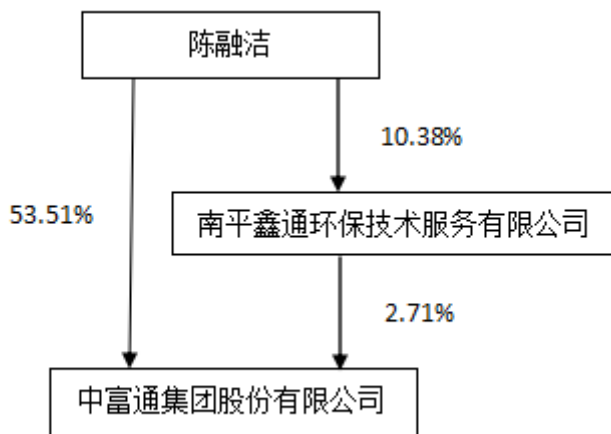 陈融洁
10.38%
53.51%
南平鑫通环保技术服务有限公司
2.71%
中富通集团股份有限公司